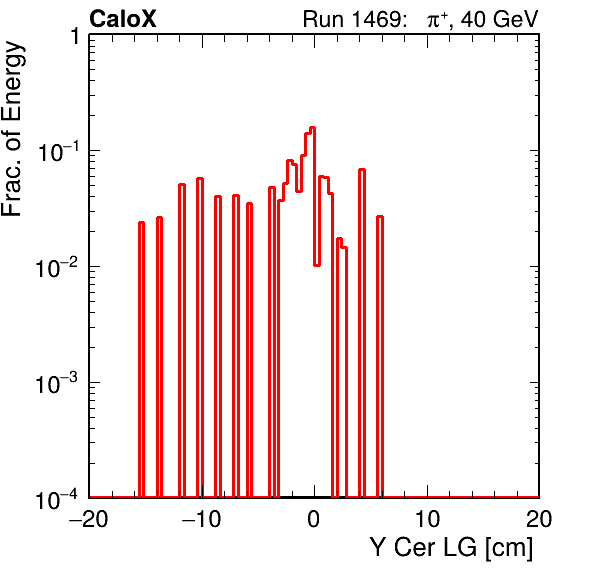 CaloX Run 1469: π⁺, 40 GeV
Frac. of Energy
1
10⁻¹
10⁻²
10⁻³
10⁻⁴
−20 −10 0 10 20
Y Cer LG [cm]